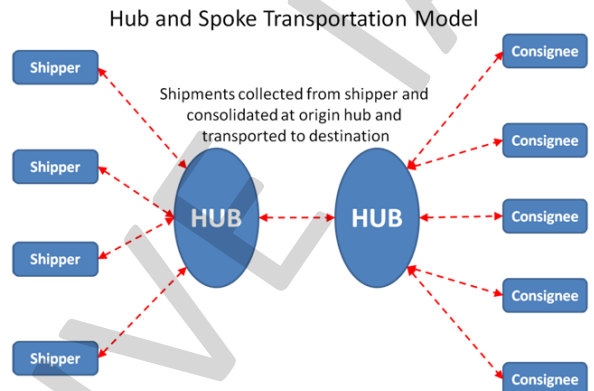 Hub and Spoke Transportation Model
Shipper
Shipper
Shipper
Shipper
Shipments collected from shipper and
consolidated at origin hub and
transported to destination
HUB
HUB
Consignee
Consignee
Consignee
Consignee
Consignee